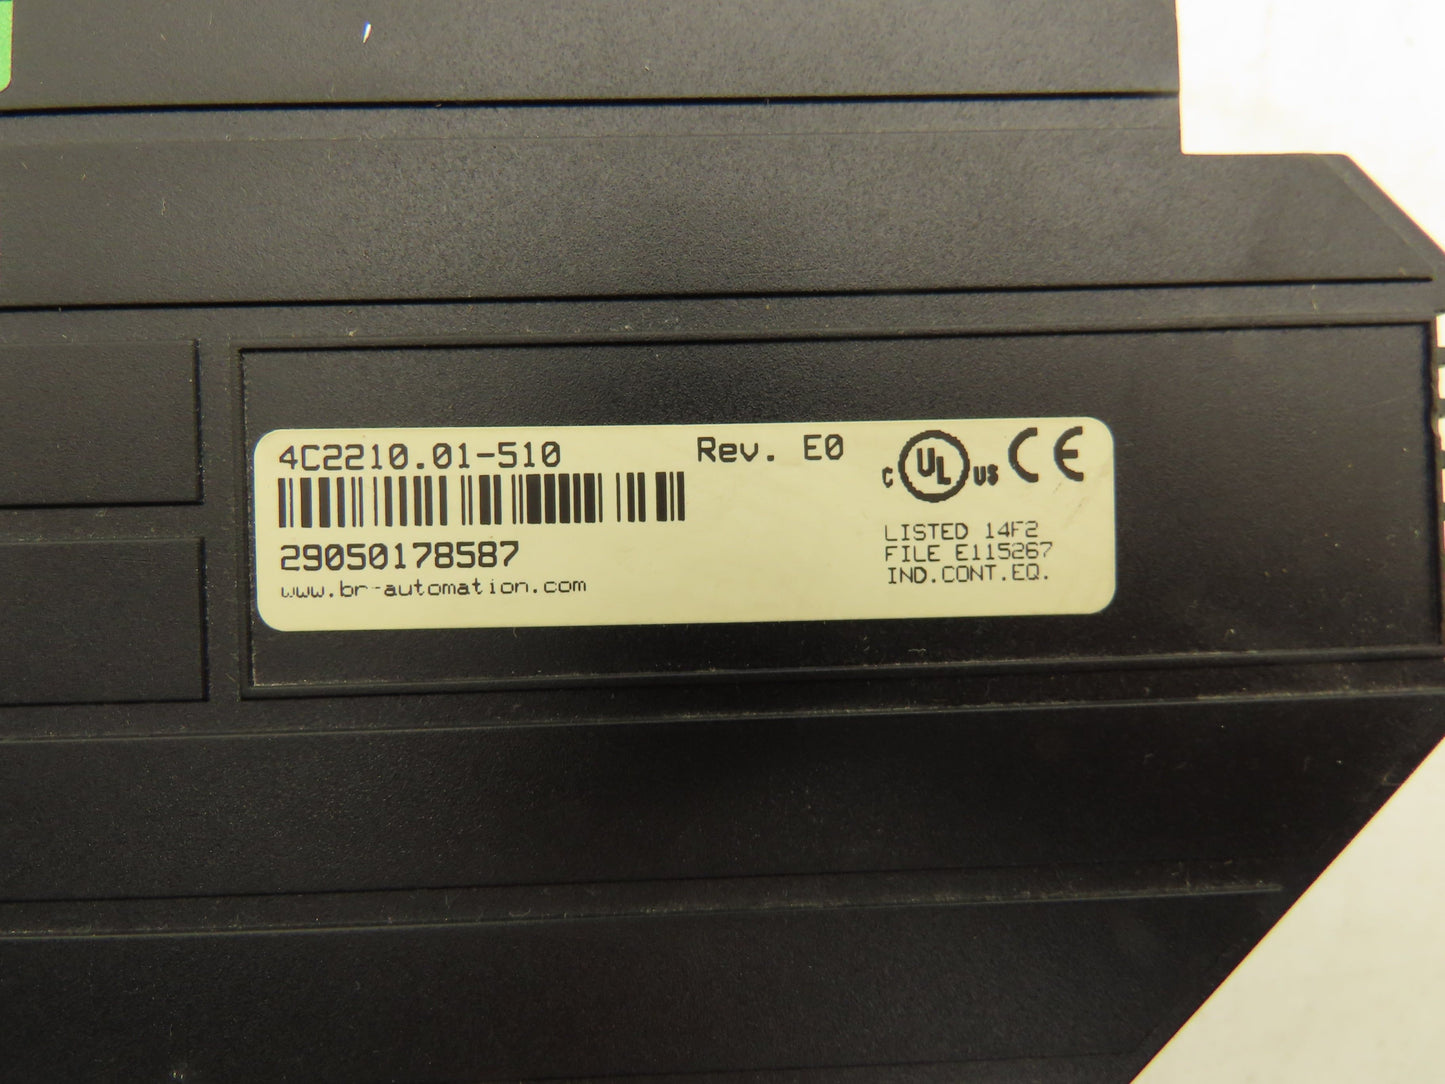 4C2210.01-510 Rev. E0
C UL US CE
29050178587
www.br-automation.com
LISTED 14F2
FILE E115267
IND.CONT.EQ.